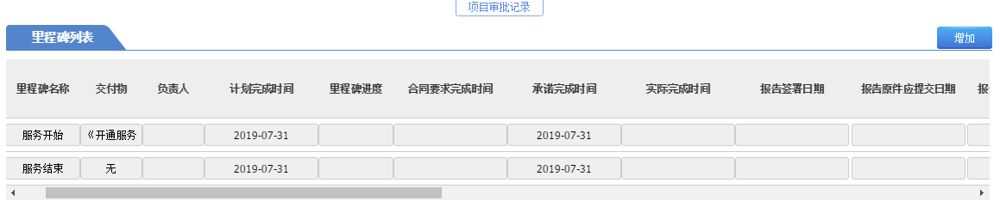 项目审批记录
里程碑列表
增加
里程碑名称 交付物 负责人 计划完成时间 里程碑进度 合同要求完成时间 承诺完成时间 实际完成时间 报告签署日期 报告原件应提交日期 报
服务开始 《开通服务 2019-07-31 2019-07-31
服务结束 无 2019-07-31 2019-07-31